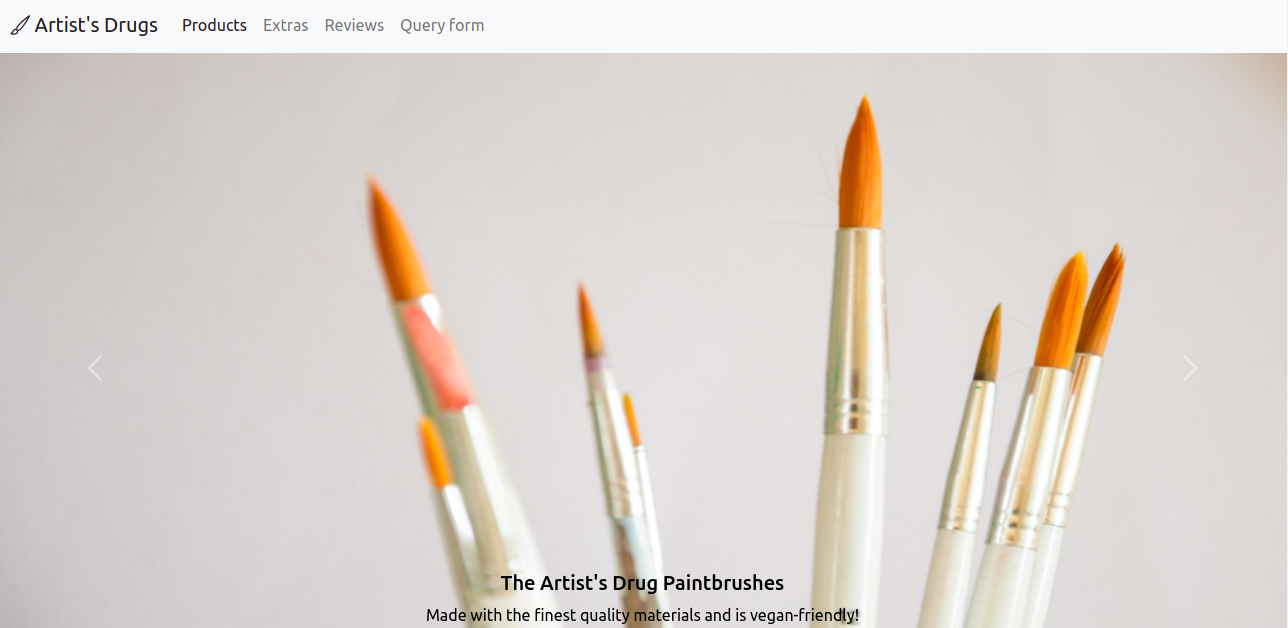 Artist's Drugs Products Extras Reviews Query form
The Artist's Drug Paintbrushes
Made with the finest quality materials and is vegan-friendly!